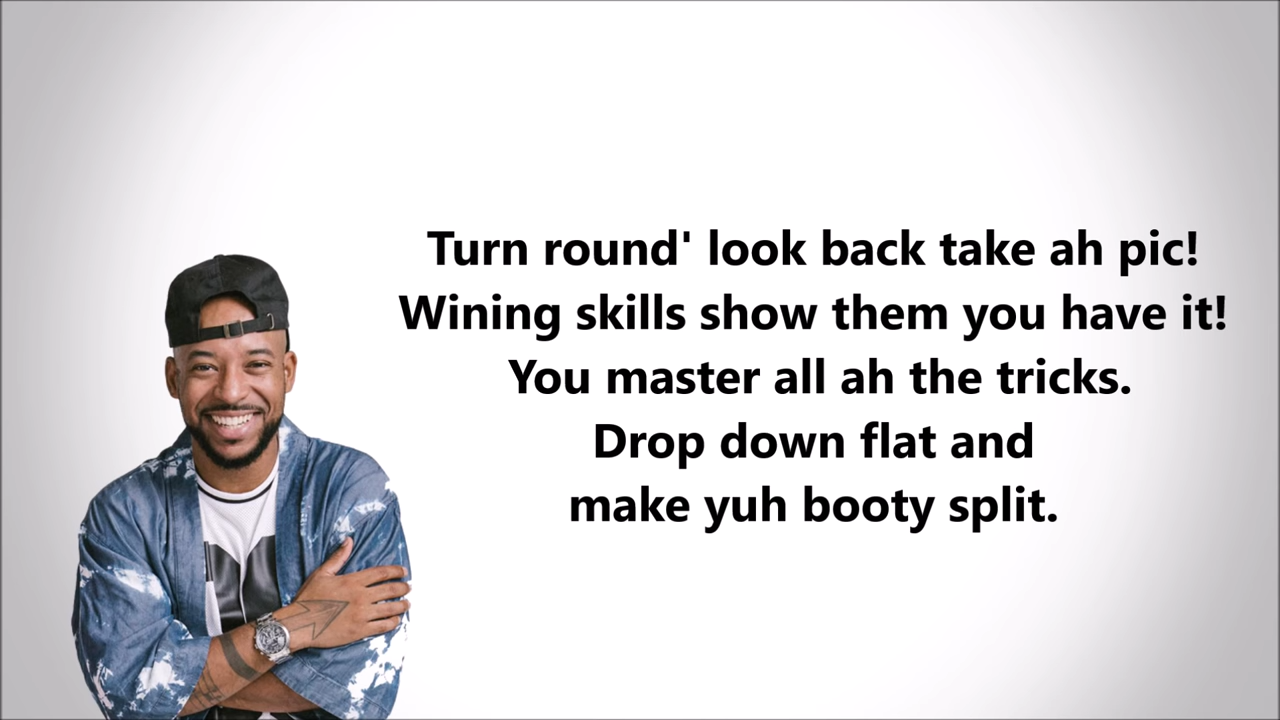 Turn round' look back take ah pic!
Wining skills show them you have it!
You master all ah the tricks.
Drop down flat and
make yuh booty split.